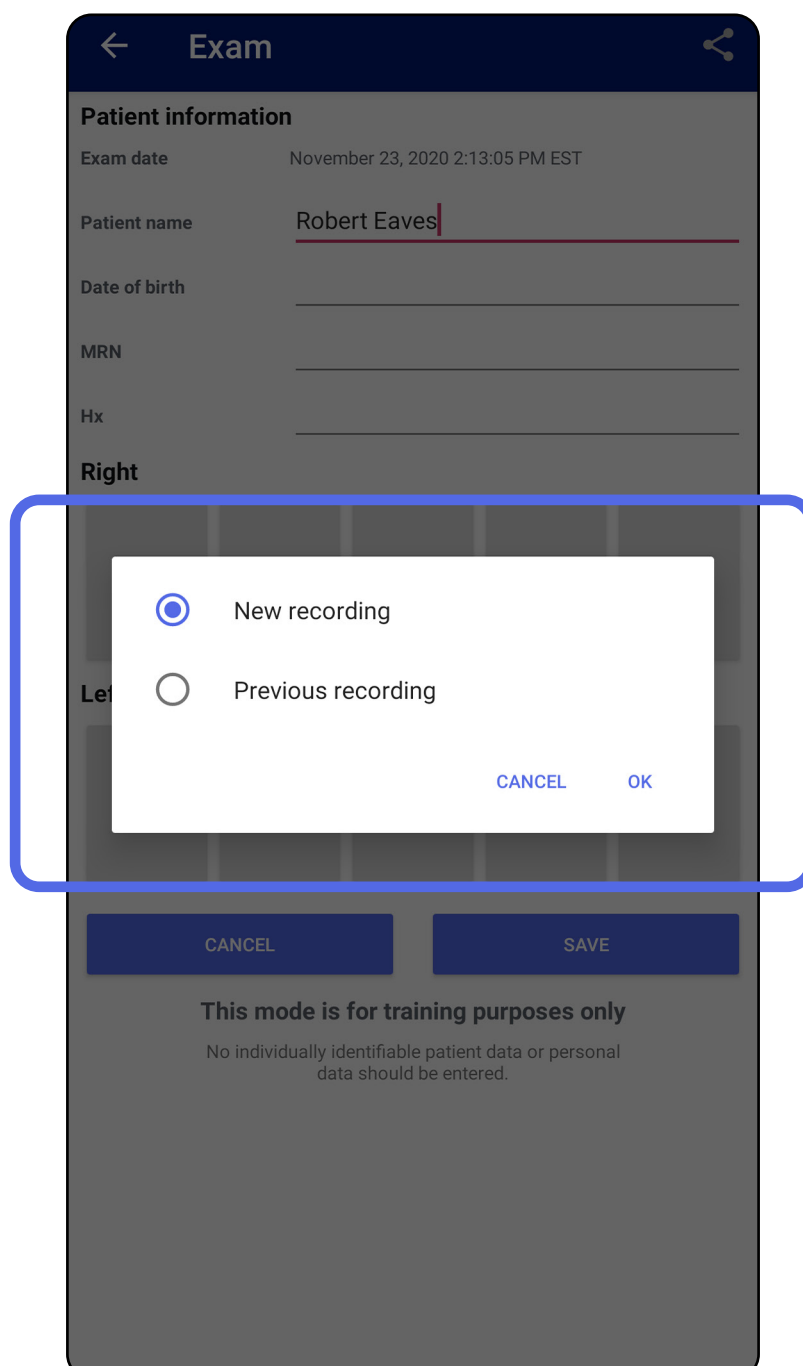 Exam
Patient information
Exam date November 23, 2020 2:13:05 PM EST
Patient name Robert Eaves
Date of birth
MRN
Hx
Right
New recording
Lef
Previous recording
CANCEL OK
CANCEL SAVE
This mode is for training purposes only
No individually identifiable patient data or personal
data should be entered.